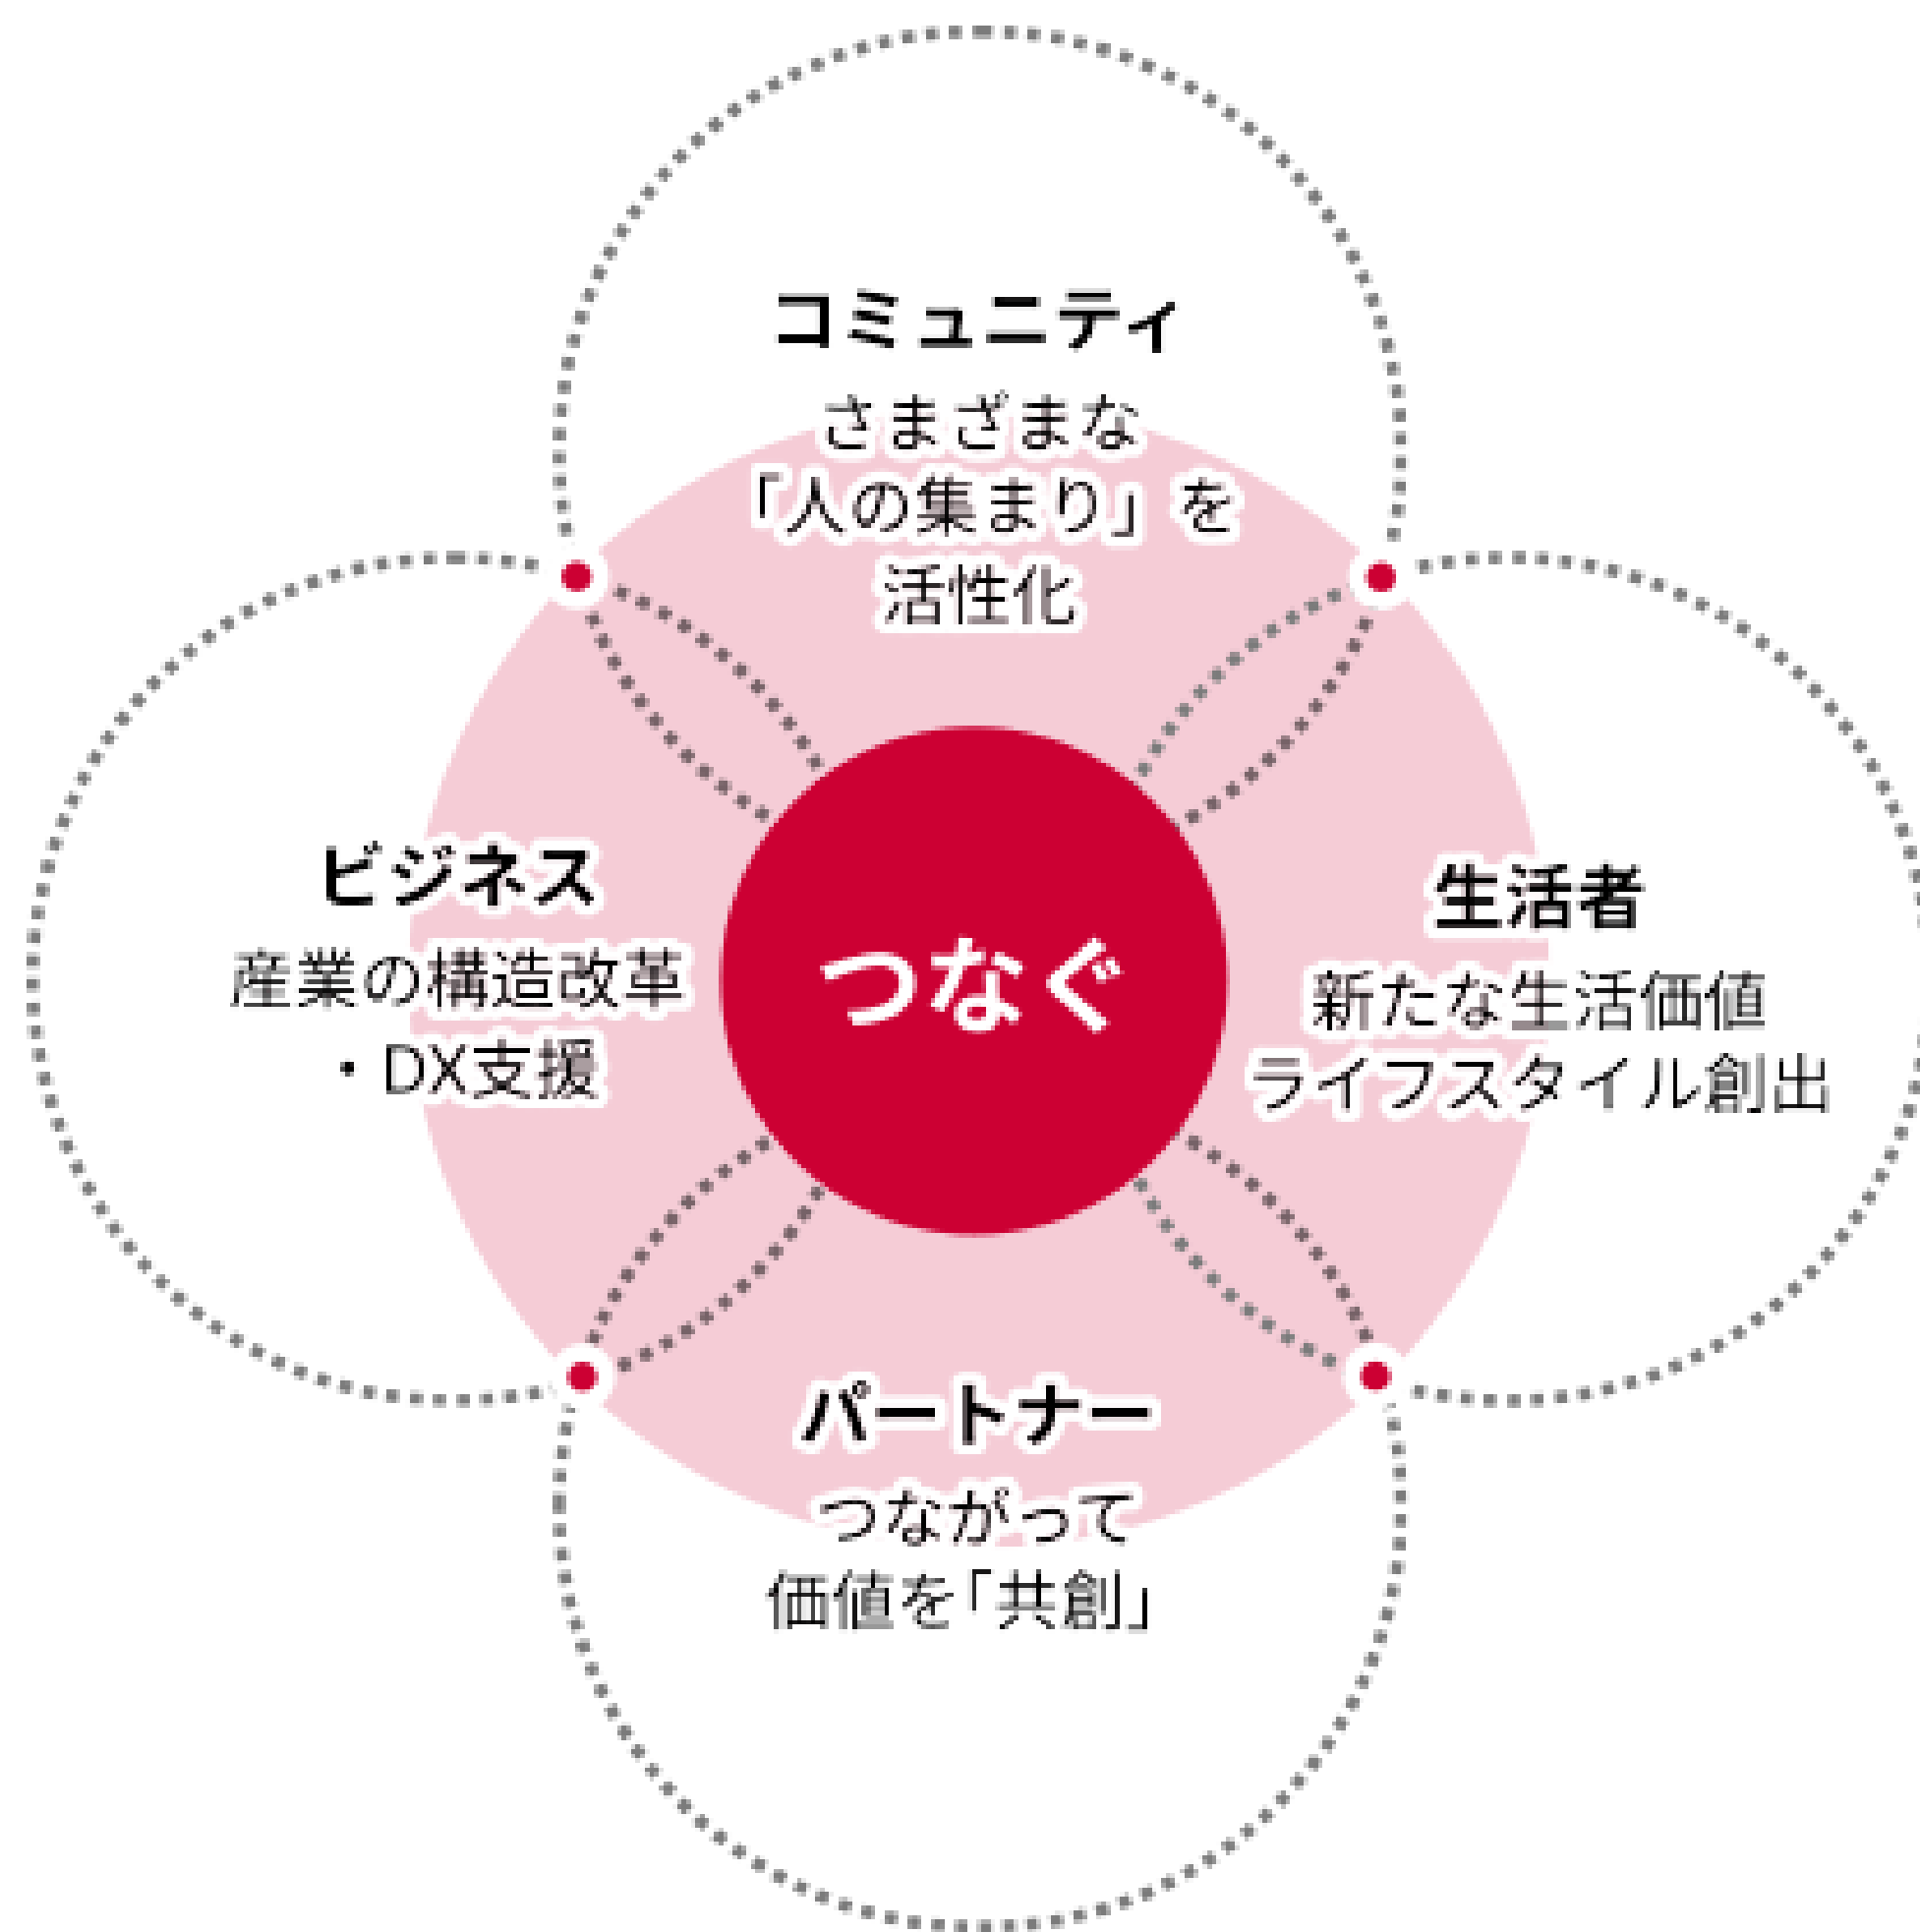 コミュニティ
さまざまな
「人の集まり」を
活性化
ビジネス
産業の構造改革
・DX支援
つなぐ
生活者
新たな生活価値
ライフスタイル創出
パートナー
つながって
価値を「共創」